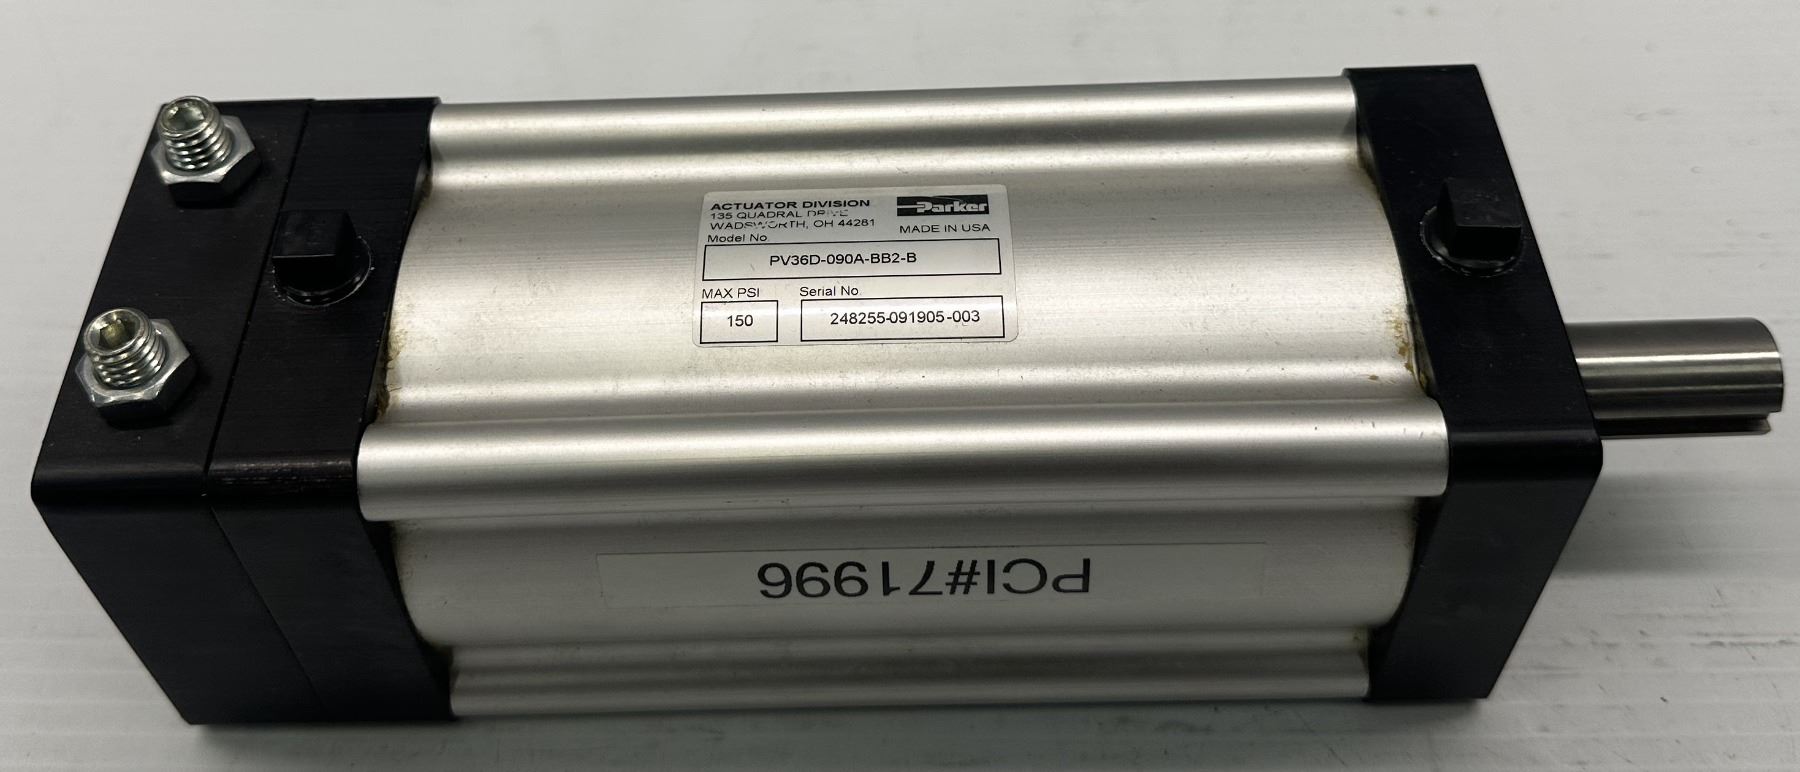 ACTUATOR DIVISION
135 QUADRAL DRIVE
WADSWORTH, OH 44281
Parker
MADE IN USA
Model No.
PV36D-090A-BB2-B
MAX PSI
150
Serial No.
248255-091905-003
PCI#71996